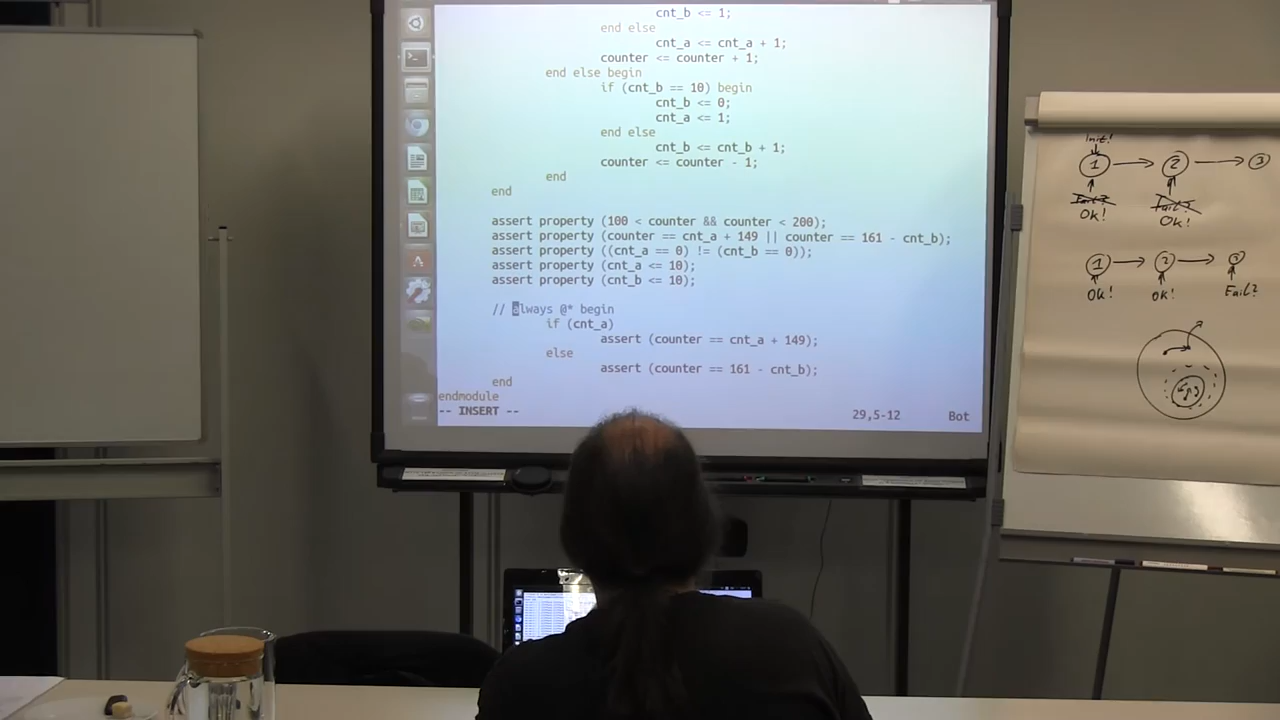 cnt_b <= 1;
end else
cnt_a <= cnt_a + 1;
counter <= counter + 1;
end else begin
if (cnt_b == 10) begin
cnt_b <= 0;
cnt_a <= 1;
end else
cnt_b <= cnt_b + 1;
counter <= counter - 1;
end
end
assert property (100 < counter && counter < 200);
assert property (counter == cnt_a + 149 || counter == 161 - cnt_b);
assert property ((cnt_a == 0) != (cnt_b == 0));
assert property (cnt_a <= 10);
assert property (cnt_b <= 10);
// always @* begin
if (cnt_a)
assert (counter == cnt_a + 149);
else
assert (counter == 161 - cnt_b);
end
endmodule
-- INSERT -- 29,5-12 Bot
Init!
1 2 3
Fail? Fail?
OK! OK!
1 2 3
OK! OK! Fail?